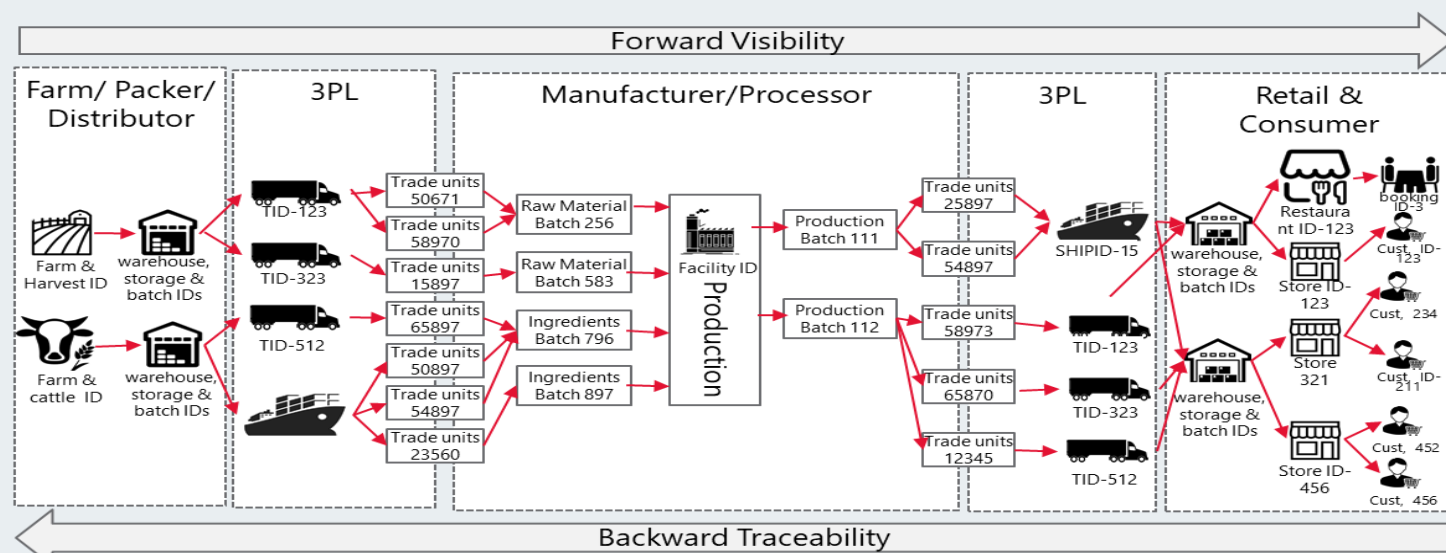 Forward Visibility
Farm/ Packer/
Distributor
3PL
Manufacturer/Processor
3PL
Retail &
Consumer
Farm &
Harvest ID
warehouse,
storage &
batch IDs
Farm &
cattle ID
warehouse,
storage &
batch IDs
TID-123
TID-323
TID-512
Trade units
50671
Trade units
58970
Trade units
15897
Trade units
65897
Trade units
50897
Trade units
54897
Trade units
23560
Raw Material
Batch 256
Raw Material
Batch 583
Ingredients
Batch 796
Ingredients
Batch 897
Facility ID
Production
Production
Batch 111
Production
Batch 112
Trade units
25897
Trade units
54897
Trade units
58973
Trade units
65870
Trade units
12345
SHIPID-15
TID-123
TID-323
TID-512
warehouse,
storage &
batch IDs
warehouse,
storage &
batch IDs
Restaura
nt ID-123
booking
ID-3
Store ID-
123
Cust, ID-
123
Store
321
Cust, 234
Cust, ID-
211
Store ID-
456
Cust, 452
Cust, 456
Backward Traceability